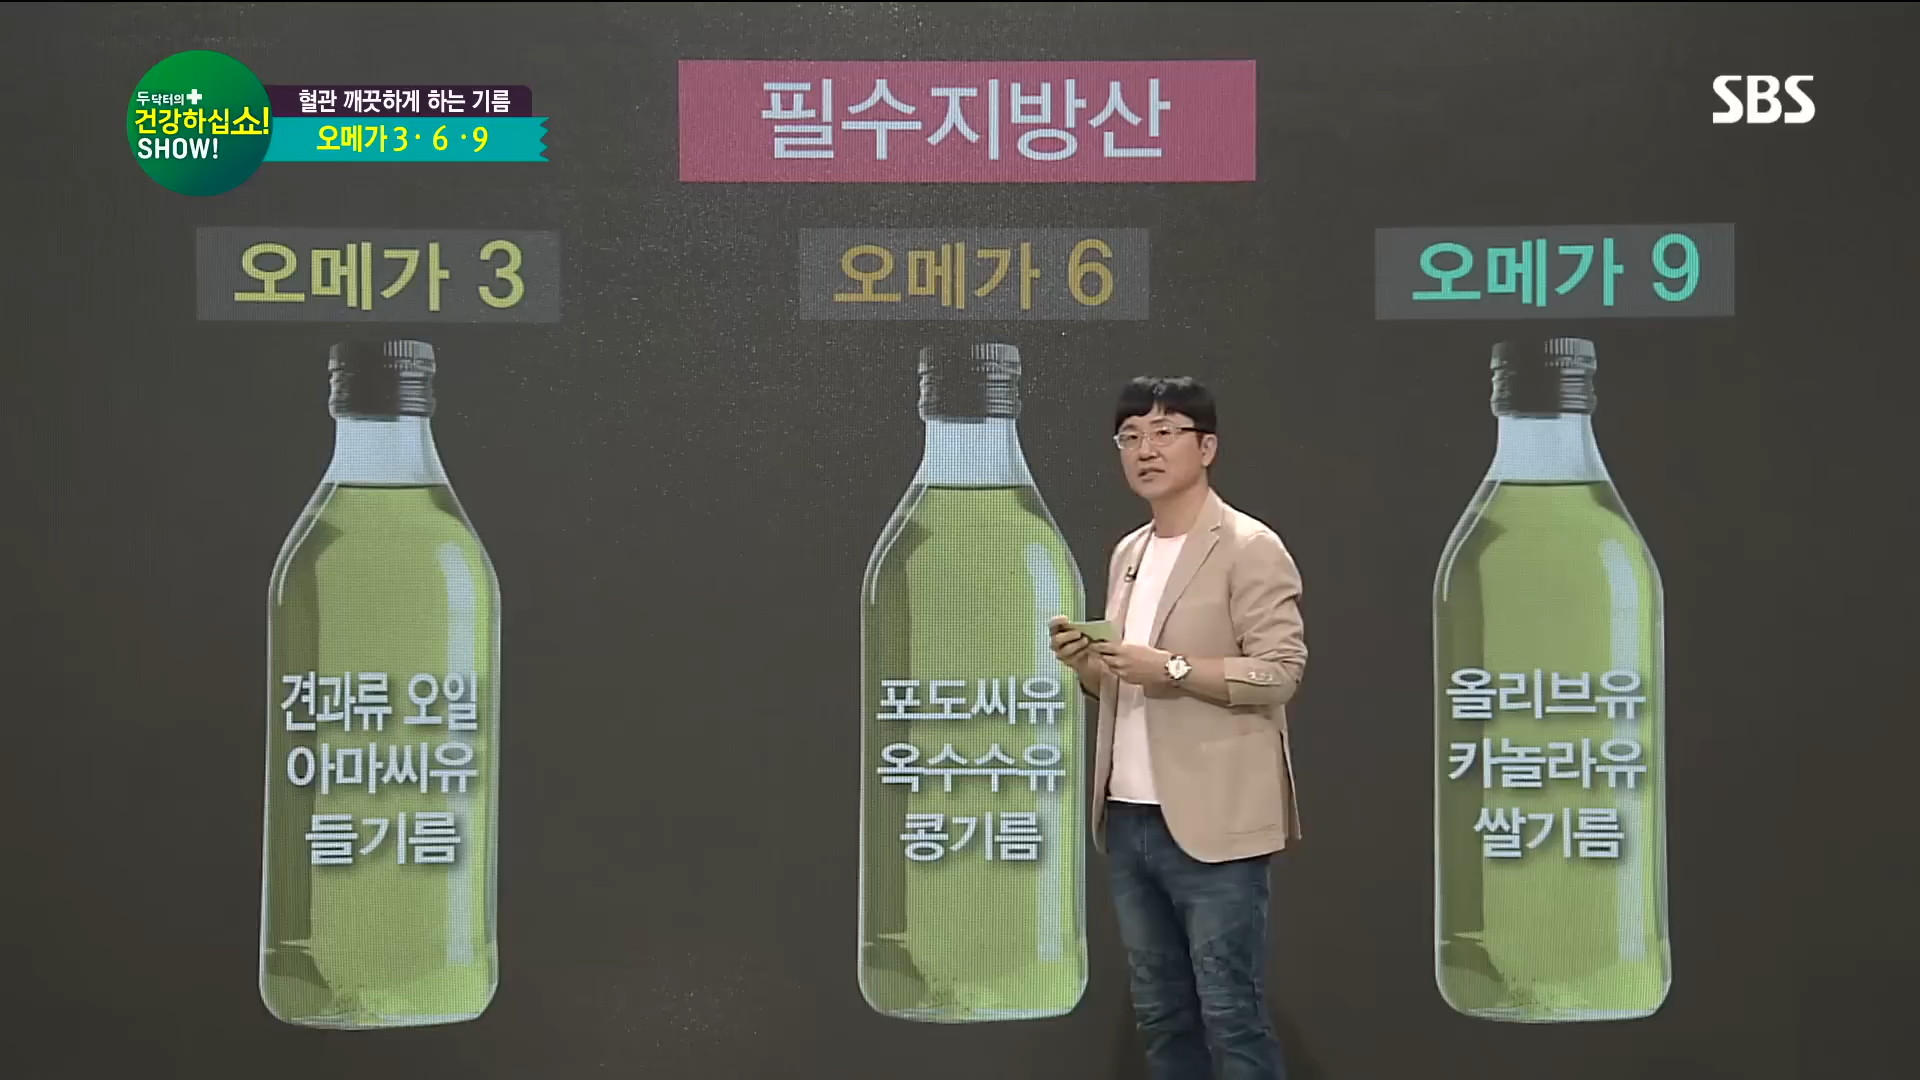 두닥터의
건강하십쇼!
SHOW!
혈관 깨끗하게 하는 기름
오메가 3 · 6 · 9
SBS
필수지방산
오메가 3
오메가 6
오메가 9
견과류 오일
아마씨유
들기름
포도씨유
옥수수유
콩기름
올리브유
카놀라유
쌀기름